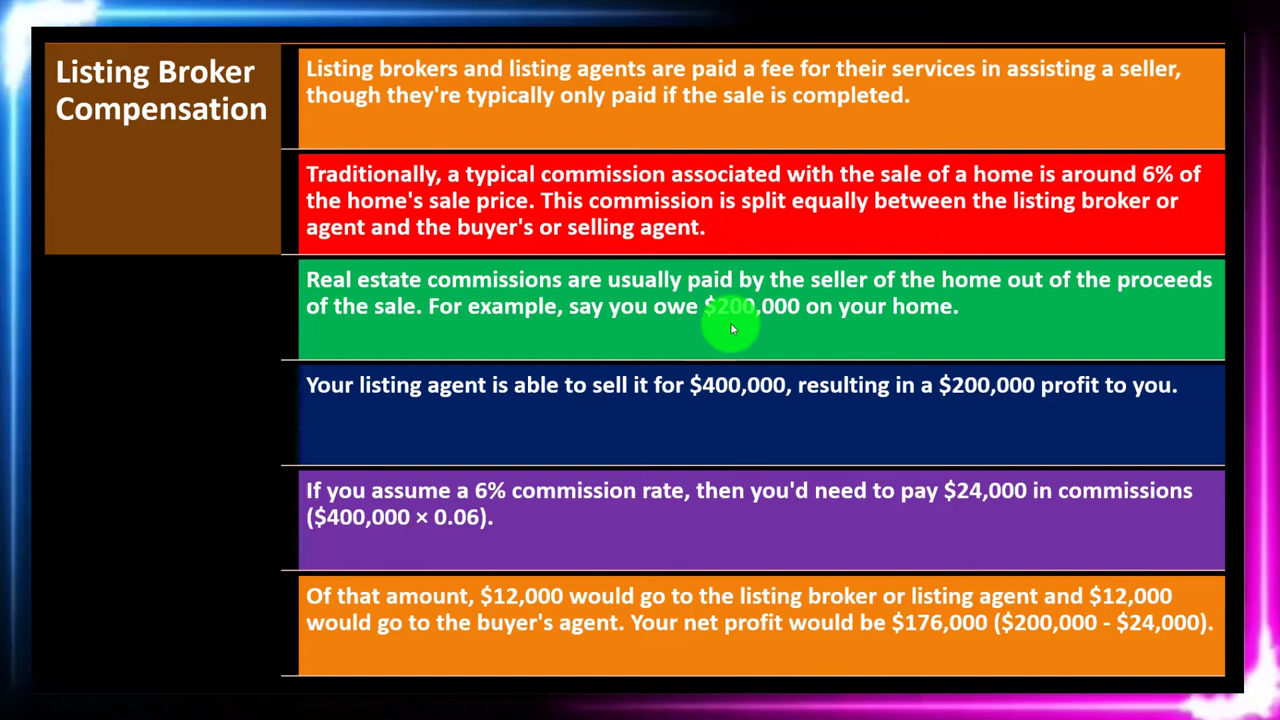 Listing Broker
Compensation
Listing brokers and listing agents are paid a fee for their services in assisting a seller,
though they're typically only paid if the sale is completed.
Traditionally, a typical commission associated with the sale of a home is around 6% of
the home's sale price. This commission is split equally between the listing broker or
agent and the buyer's or selling agent.
Real estate commissions are usually paid by the seller of the home out of the proceeds
of the sale. For example, say you owe $200,000 on your home.
Your listing agent is able to sell it for $400,000, resulting in a $200,000 profit to you.
If you assume a 6% commission rate, then you'd need to pay $24,000 in commissions
($400,000 × 0.06).
Of that amount, $12,000 would go to the listing broker or listing agent and $12,000
would go to the buyer's agent. Your net profit would be $176,000 ($200,000 - $24,000).